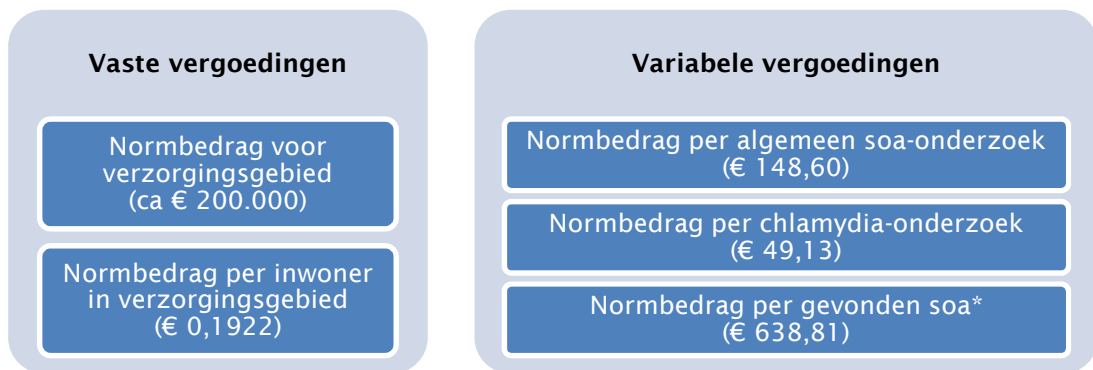 Vaste vergoedingen
Normbedrag voor
verzorgingsgebied
(ca € 200.000)
Normbedrag per inwoner
in verzorgingsgebied
(€ 0,1922)
Variabele vergoedingen
Normbedrag per algemeen soa-onderzoek
(€ 148,60)
Normbedrag per chlamydia-onderzoek
(€ 49,13)
Normbedrag per gevonden soa*
(€ 638,81)